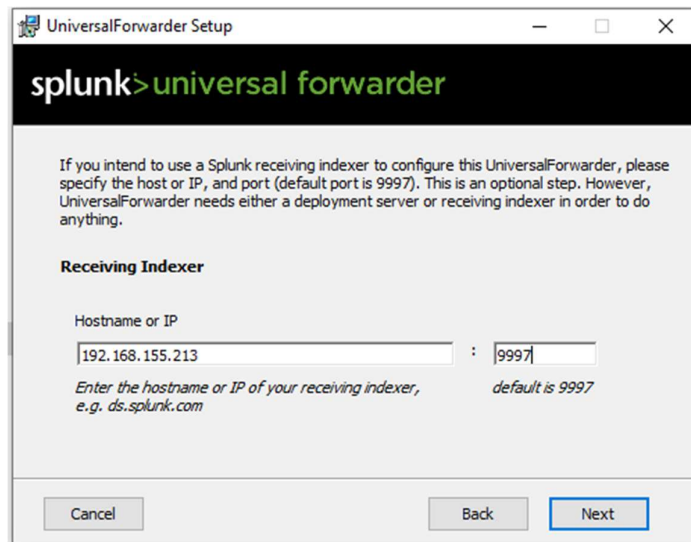 UniversalForwarder Setup
splunk>universal forwarder
If you intend to use a Splunk receiving indexer to configure this UniversalForwarder, please
specify the host or IP, and port (default port is 9997). This is an optional step. However,
UniversalForwarder needs either a deployment server or receiving indexer in order to do
anything.
Receiving Indexer
Hostname or IP
192.168.155.213 : 9997
Enter the hostname or IP of your receiving indexer, default is 9997
e.g. ds.splunk.com
Cancel Back Next